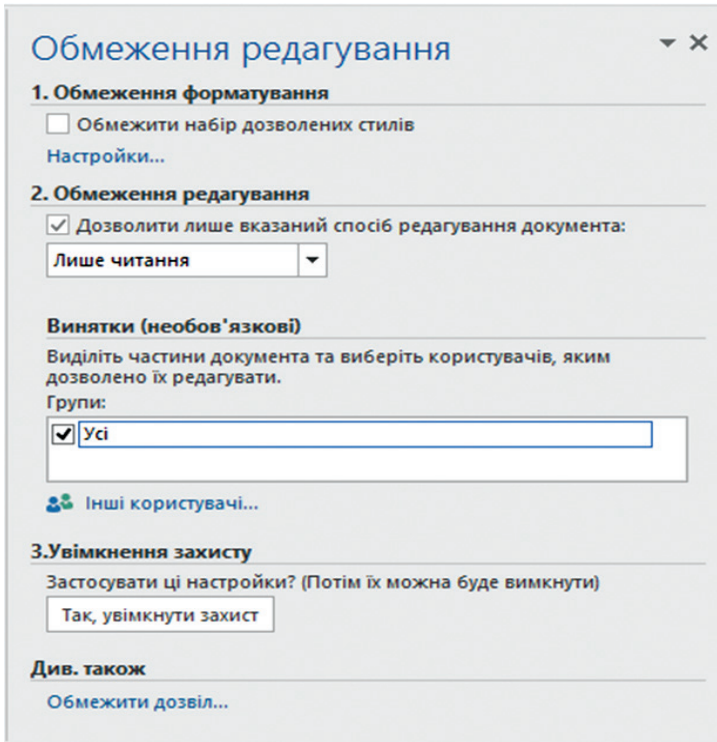 Обмеження редагування
1. Обмеження форматування
Обмежити набір дозволених стилів
Настройки...
2. Обмеження редагування
Дозволити лише вказаний спосіб редагування документа:
Лише читання
Винятки (необов'язкові)
Виділіть частини документа та виберіть користувачів, яким
дозволено їх редагувати.
Групи:
Усі
Інші користувачі...
3.Увімкнення захисту
Застосувати ці настройки? (Потім їх можна буде вимкнути)
Так, увімкнути захист
Див. також
Обмежити дозвіл...